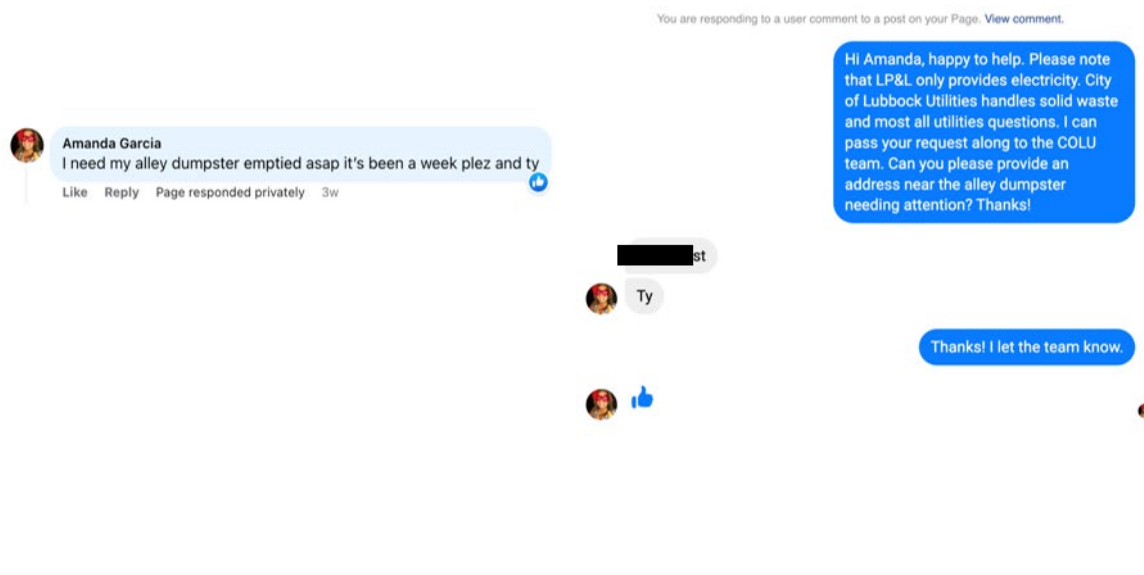 You are responding to a user comment to a post on your Page. View comment.
Hi Amanda, happy to help. Please note
that LP&L only provides electricity. City
of Lubbock Utilities handles solid waste
and most all utilities questions. I can
pass your request along to the COLU
team. Can you please provide an
address near the alley dumpster
needing attention? Thanks!
Amanda Garcia
I need my alley dumpster emptied asap it's been a week plez and ty
Like Reply Page responded privately 3w
st
Ty
Thanks! I let the team know.